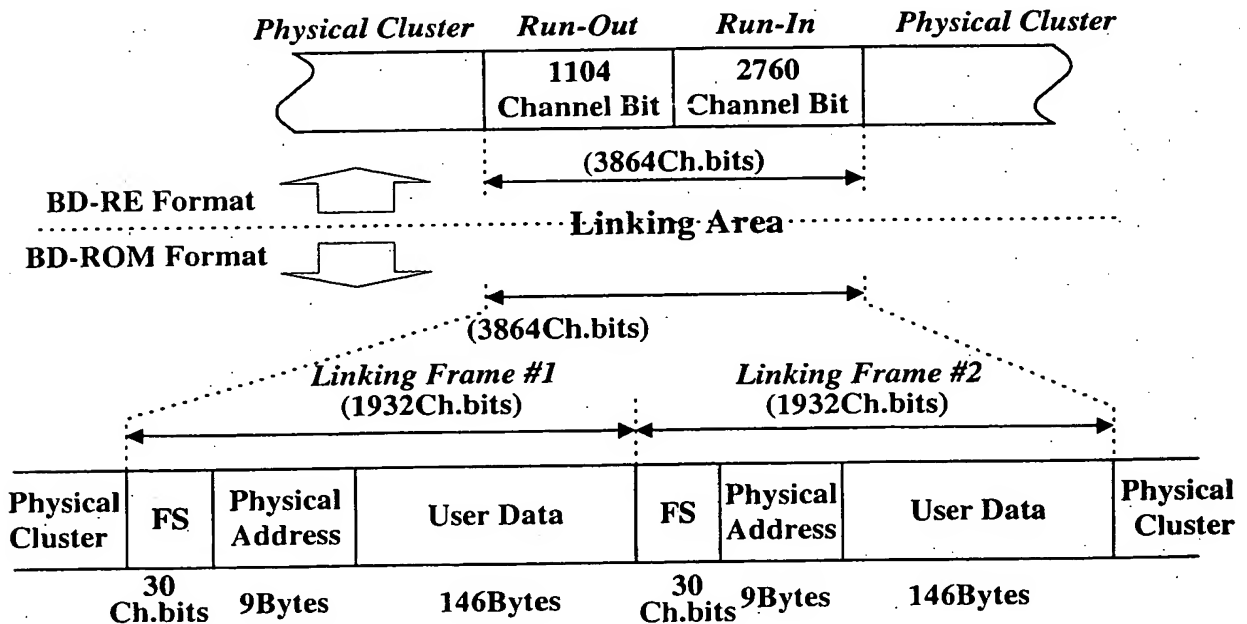 Physical Cluster Run-Out Run-In Physical Cluster
1104 Channel Bit
2760 Channel Bit
(3864Ch.bits)
BD-RE Format
Linking Area
BD-ROM Format
(3864Ch.bits)
Linking Frame #1
(1932Ch.bits)
Linking Frame #2
(1932Ch.bits)
Physical Cluster
FS
Physical Address
User Data
FS
Physical Address
User Data
Physical Cluster
30 Ch.bits
9Bytes
146Bytes
30 Ch.bits
9Bytes
146Bytes